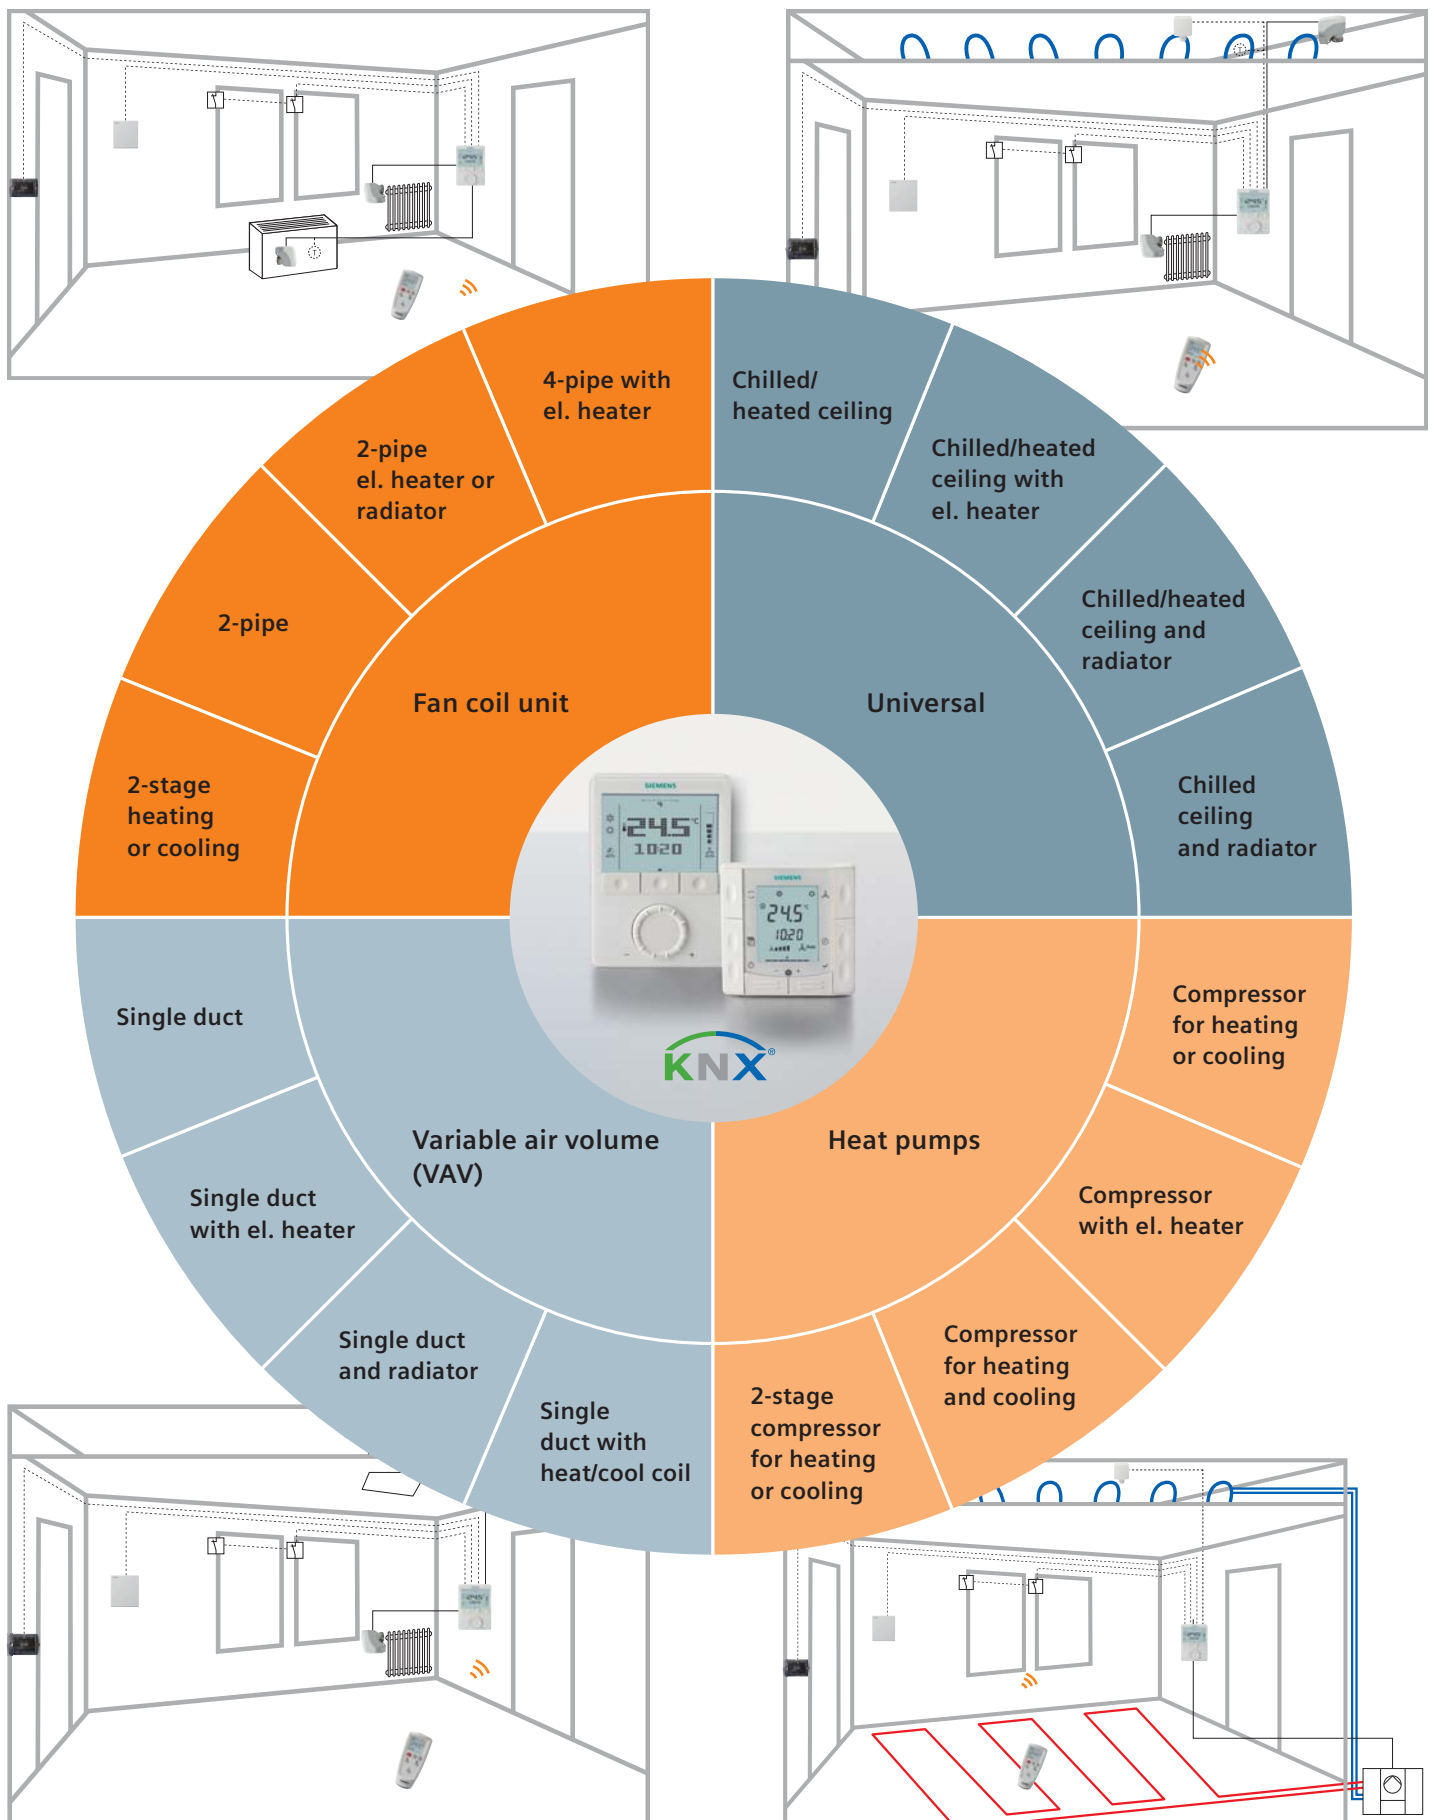 4-pipe with
el. heater
Chilled/
heated ceiling
2-pipe
el. heater or
radiator
Chilled/heated
ceiling with
el. heater
2-pipe
Chilled/heated
ceiling and
radiator
Fan coil unit
Universal
2-stage
heating
or cooling
Chilled
ceiling
and radiator
SIEMENS
24.5 °C
10:20
SIEMENS
24.5
10:20
Single duct
Compressor
for heating
or cooling
KNX®
Variable air volume
(VAV)
Heat pumps
Single duct
with el. heater
Compressor
with el. heater
Single duct
and radiator
Compressor
for heating
and cooling
Single
duct with
heat/cool coil
2-stage
compressor
for heating
or cooling